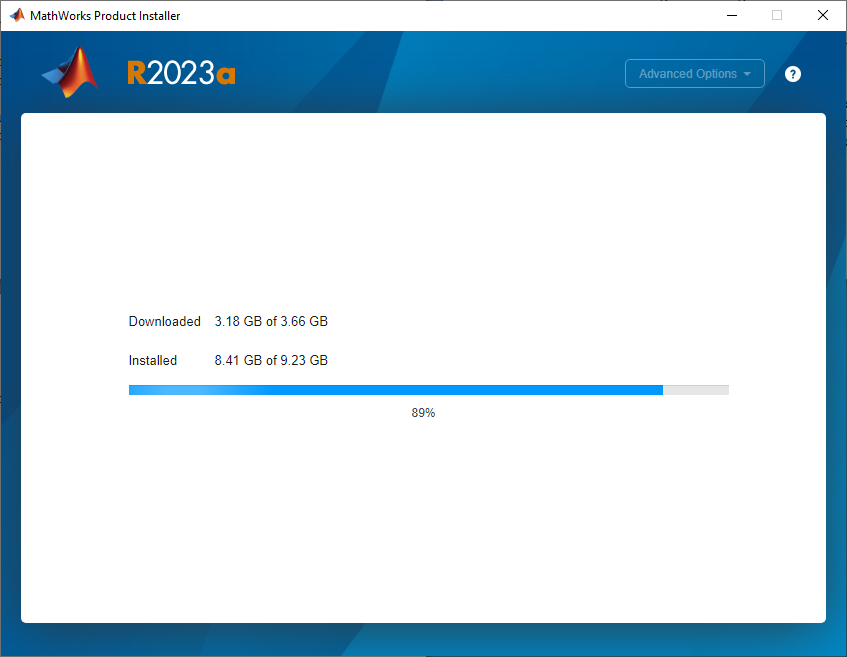 MathWorks Product Installer
R2023a
Advanced Options
?
Downloaded 3.18 GB of 3.66 GB
Installed 8.41 GB of 9.23 GB
89%